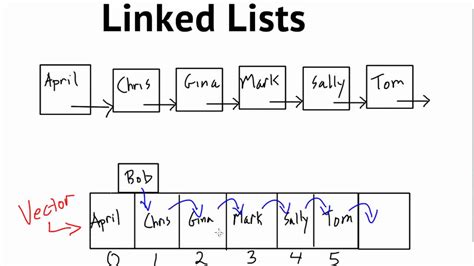 Linked Lists
April Chris Gina Mark Sally Tom
Bob
Vector
April Chris Gina Mark Sally Tom
0 1 2 3 4 5